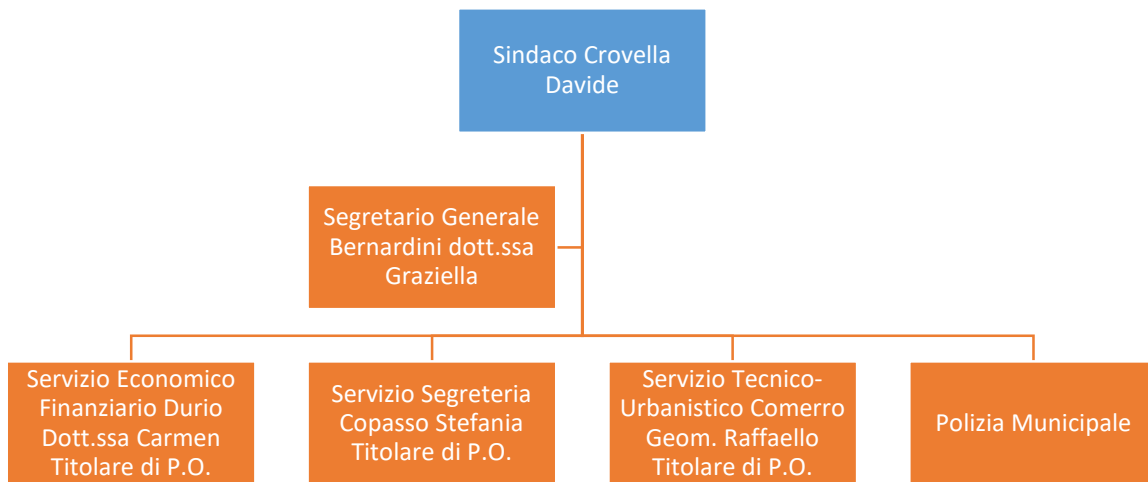 Sindaco Crovella
Davide
Segretario Generale
Bernardini dott.ssa
Graziella
Servizio Economico
Finanziario Durio
Dott.ssa Carmen
Titolare di P.O.
Servizio Segreteria
Copasso Stefania
Titolare di P.O.
Servizio Tecnico-
Urbanistico Comerro
Geom. Raffaello
Titolare di P.O.
Polizia Municipale